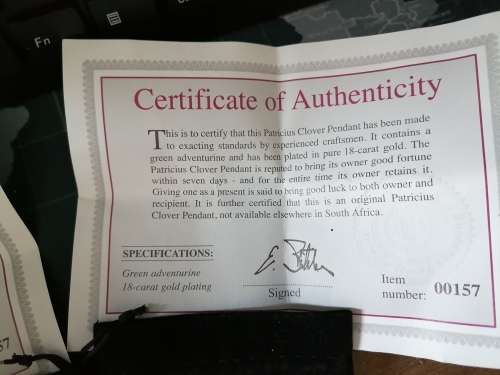 Fn
Certificate of Authenticity
This is to certify that this Patricius Clover Pendant has been made
to exacting standards by experienced craftsmen. It contains a
green adventurine and has been plated in pure 18-carat gold. The
Patricius Clover Pendant is reputed to bring its owner good fortune
within seven days - and for the entire time its owner retains it.
Giving one as a present is said to bring good luck to both owner and
recipient. It is further certified that this is an original Patricius
Clover Pendant, not available elsewhere in South Africa.
SPECIFICATIONS:
Green adventurine
18-carat gold plating
Signed
Item
number: 00157
57